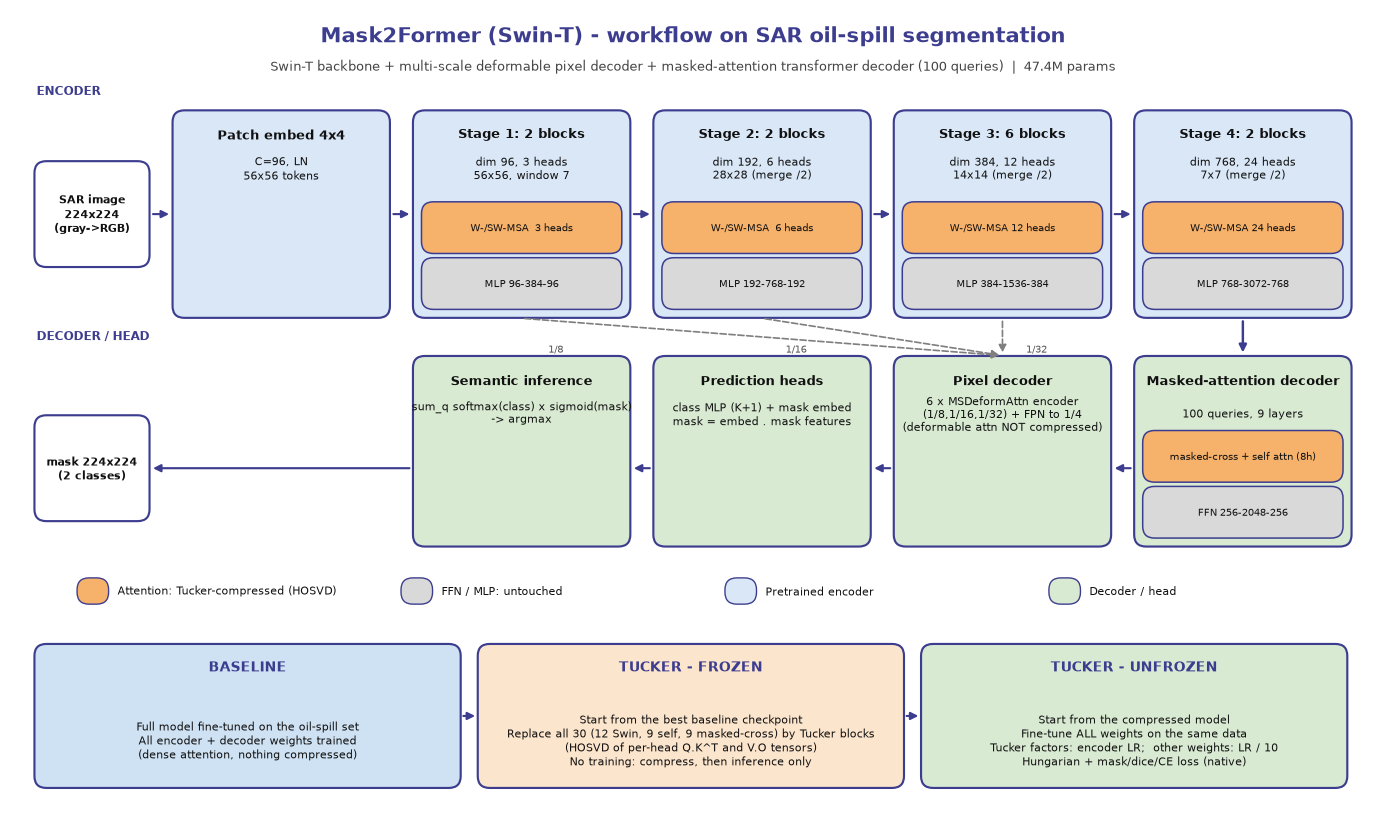 Mask2Former (Swin-T) - workflow on SAR oil-spill segmentation
Swin-T backbone + multi-scale deformable pixel decoder + masked-attention transformer decoder (100 queries)  |  47.4M params
ENCODER
SAR image
224x224
(gray->RGB)
Patch embed 4x4
C=96, LN
56x56 tokens
Stage 1: 2 blocks
dim 96, 3 heads
56x56, window 7
W-/SW-MSA  3 heads
MLP 96-384-96
Stage 2: 2 blocks
dim 192, 6 heads
28x28 (merge /2)
W-/SW-MSA  6 heads
MLP 192-768-192
Stage 3: 6 blocks
dim 384, 12 heads
14x14 (merge /2)
W-/SW-MSA 12 heads
MLP 384-1536-384
Stage 4: 2 blocks
dim 768, 24 heads
7x7 (merge /2)
W-/SW-MSA 24 heads
MLP 768-3072-768
DECODER / HEAD
1/8
1/16
1/32
mask 224x224
(2 classes)
Semantic inference
sum_q softmax(class) x sigmoid(mask)
-> argmax
Prediction heads
class MLP (K+1) + mask embed
mask = embed . mask features
Pixel decoder
6 x MSDeformAttn encoder
(1/8,1/16,1/32) + FPN to 1/4
(deformable attn NOT compressed)
Masked-attention decoder
100 queries, 9 layers
masked-cross + self attn (8h)
FFN 256-2048-256
Attention: Tucker-compressed (HOSVD)
FFN / MLP: untouched
Pretrained encoder
Decoder / head
BASELINE
Full model fine-tuned on the oil-spill set
All encoder + decoder weights trained
(dense attention, nothing compressed)
TUCKER - FROZEN
Start from the best baseline checkpoint
Replace all 30 (12 Swin, 9 self, 9 masked-cross) by Tucker blocks
(HOSVD of per-head Q.K^T and V.O tensors)
No training: compress, then inference only
TUCKER - UNFROZEN
Start from the compressed model
Fine-tune ALL weights on the same data
Tucker factors: encoder LR;  other weights: LR / 10
Hungarian + mask/dice/CE loss (native)